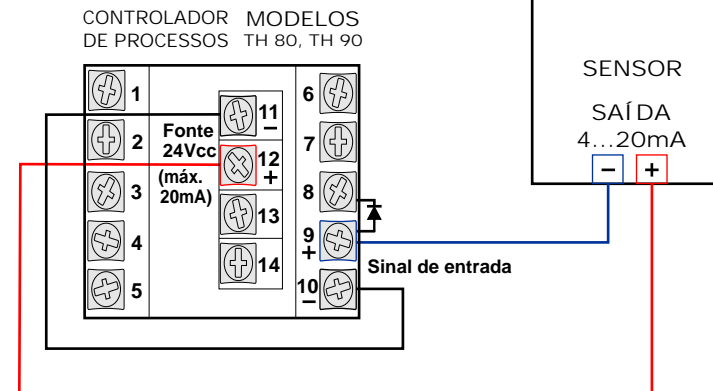 CONTROLADOR MODELOS
DE PROCESSOS TH 80, TH 90
SENSOR
SAÍDA
4...20mA
− +
1
2
3
4
5
Fonte
24Vcc
(máx.
20mA)
11
−
12
+
13
14
6
7
8
9
+
10
−
Sinal de entrada